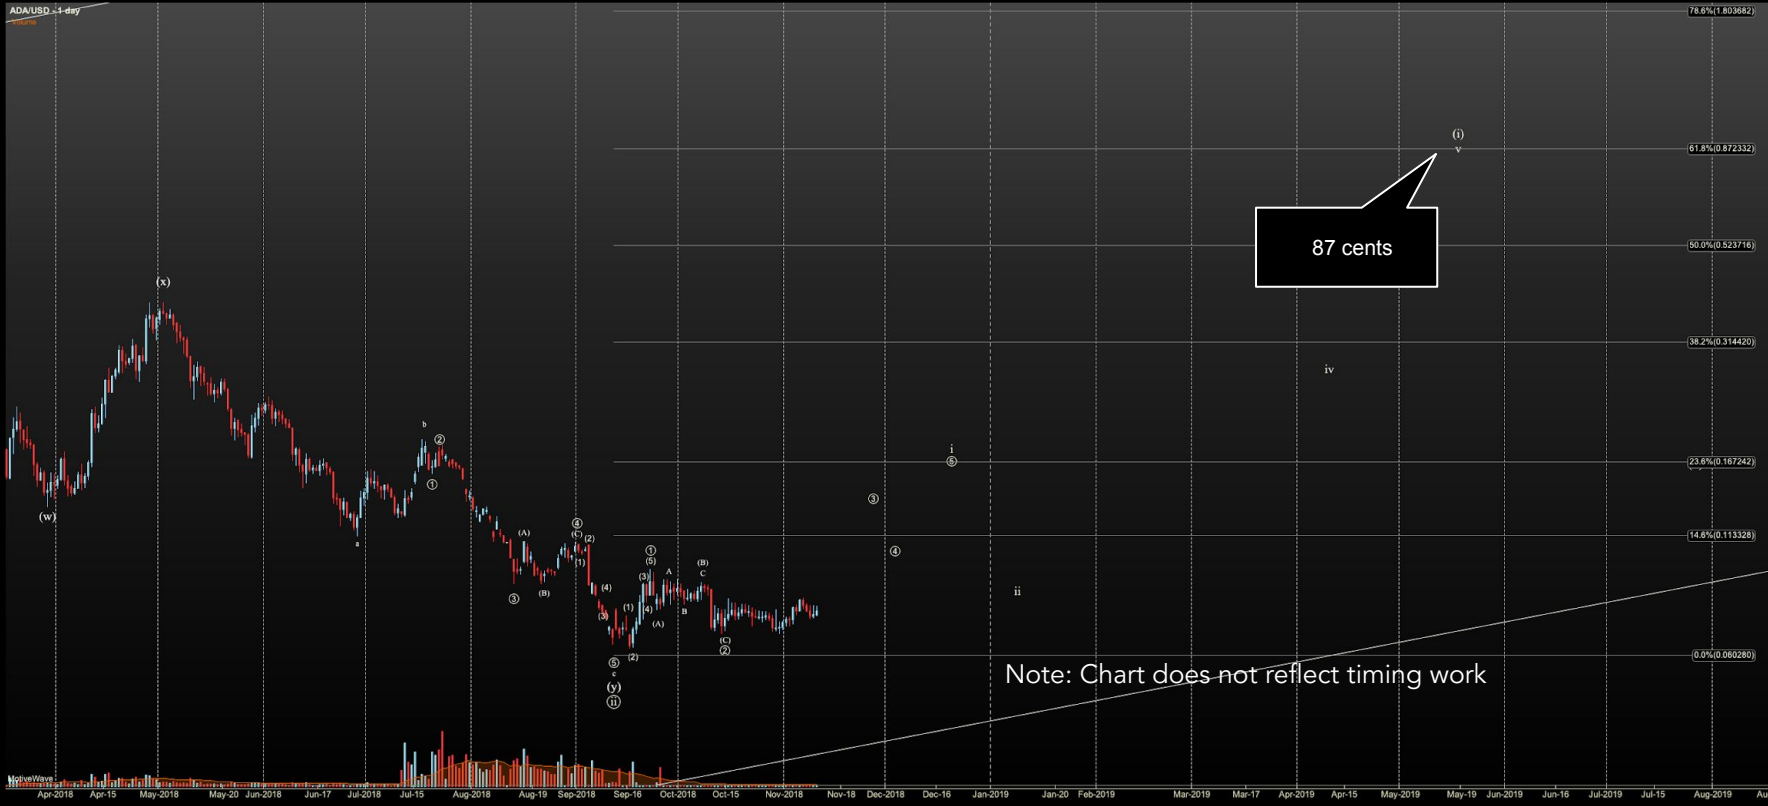 ADA/USD - 1 day
Volume
78.6%(1.803682)
(i)
v
61.8%(0.872332)
87 cents
50.0%(0.523716)
(x)
38.2%(0.314420)
iv
b
②
i
⑤
23.6%(0.167242)
①
③
(w)
a
④
(A)
(C)
(2)
14.6%(0.113328)
①
④
(5)
(1)
(B)
C
(3)
A
(4)
ii
(B)
③
(1)
(3)
4)
B
(A)
(C)
②
(2)
0.0%(0.060280)
⑤
c
Note: Chart does not reflect timing work
(y)
ii
MotiveWave
Apr-2018 Apr-15 May-2018 May-20 Jun-2018 Jun-17 Jul-2018 Jul-15 Aug-2018 Aug-19 Sep-2018 Sep-16 Oct-2018 Oct-15 Nov-2018 Nov-18 Dec-2018 Dec-16 Jan-2019 Jan-20 Feb-2019 Mar-2019 Mar-17 Apr-2019 Apr-15 May-2019 May-19 Jun-2019 Jun-16 Jul-2019 Jul-15 Aug-2019 Au